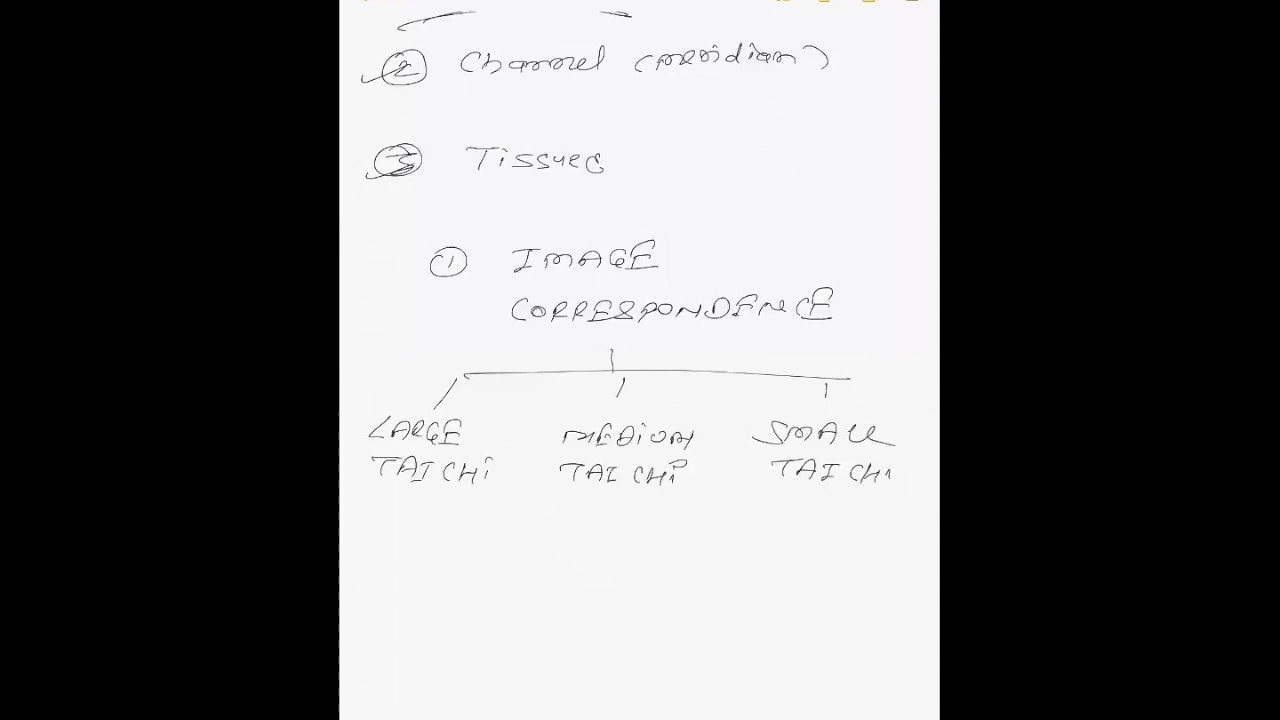 ② Channel (meridian)
③ Tissues
① IMAGE
CORRESPONDENCE
LARGE MEDIUM SMALL
TAI CHi TAI CHi TAI CHi